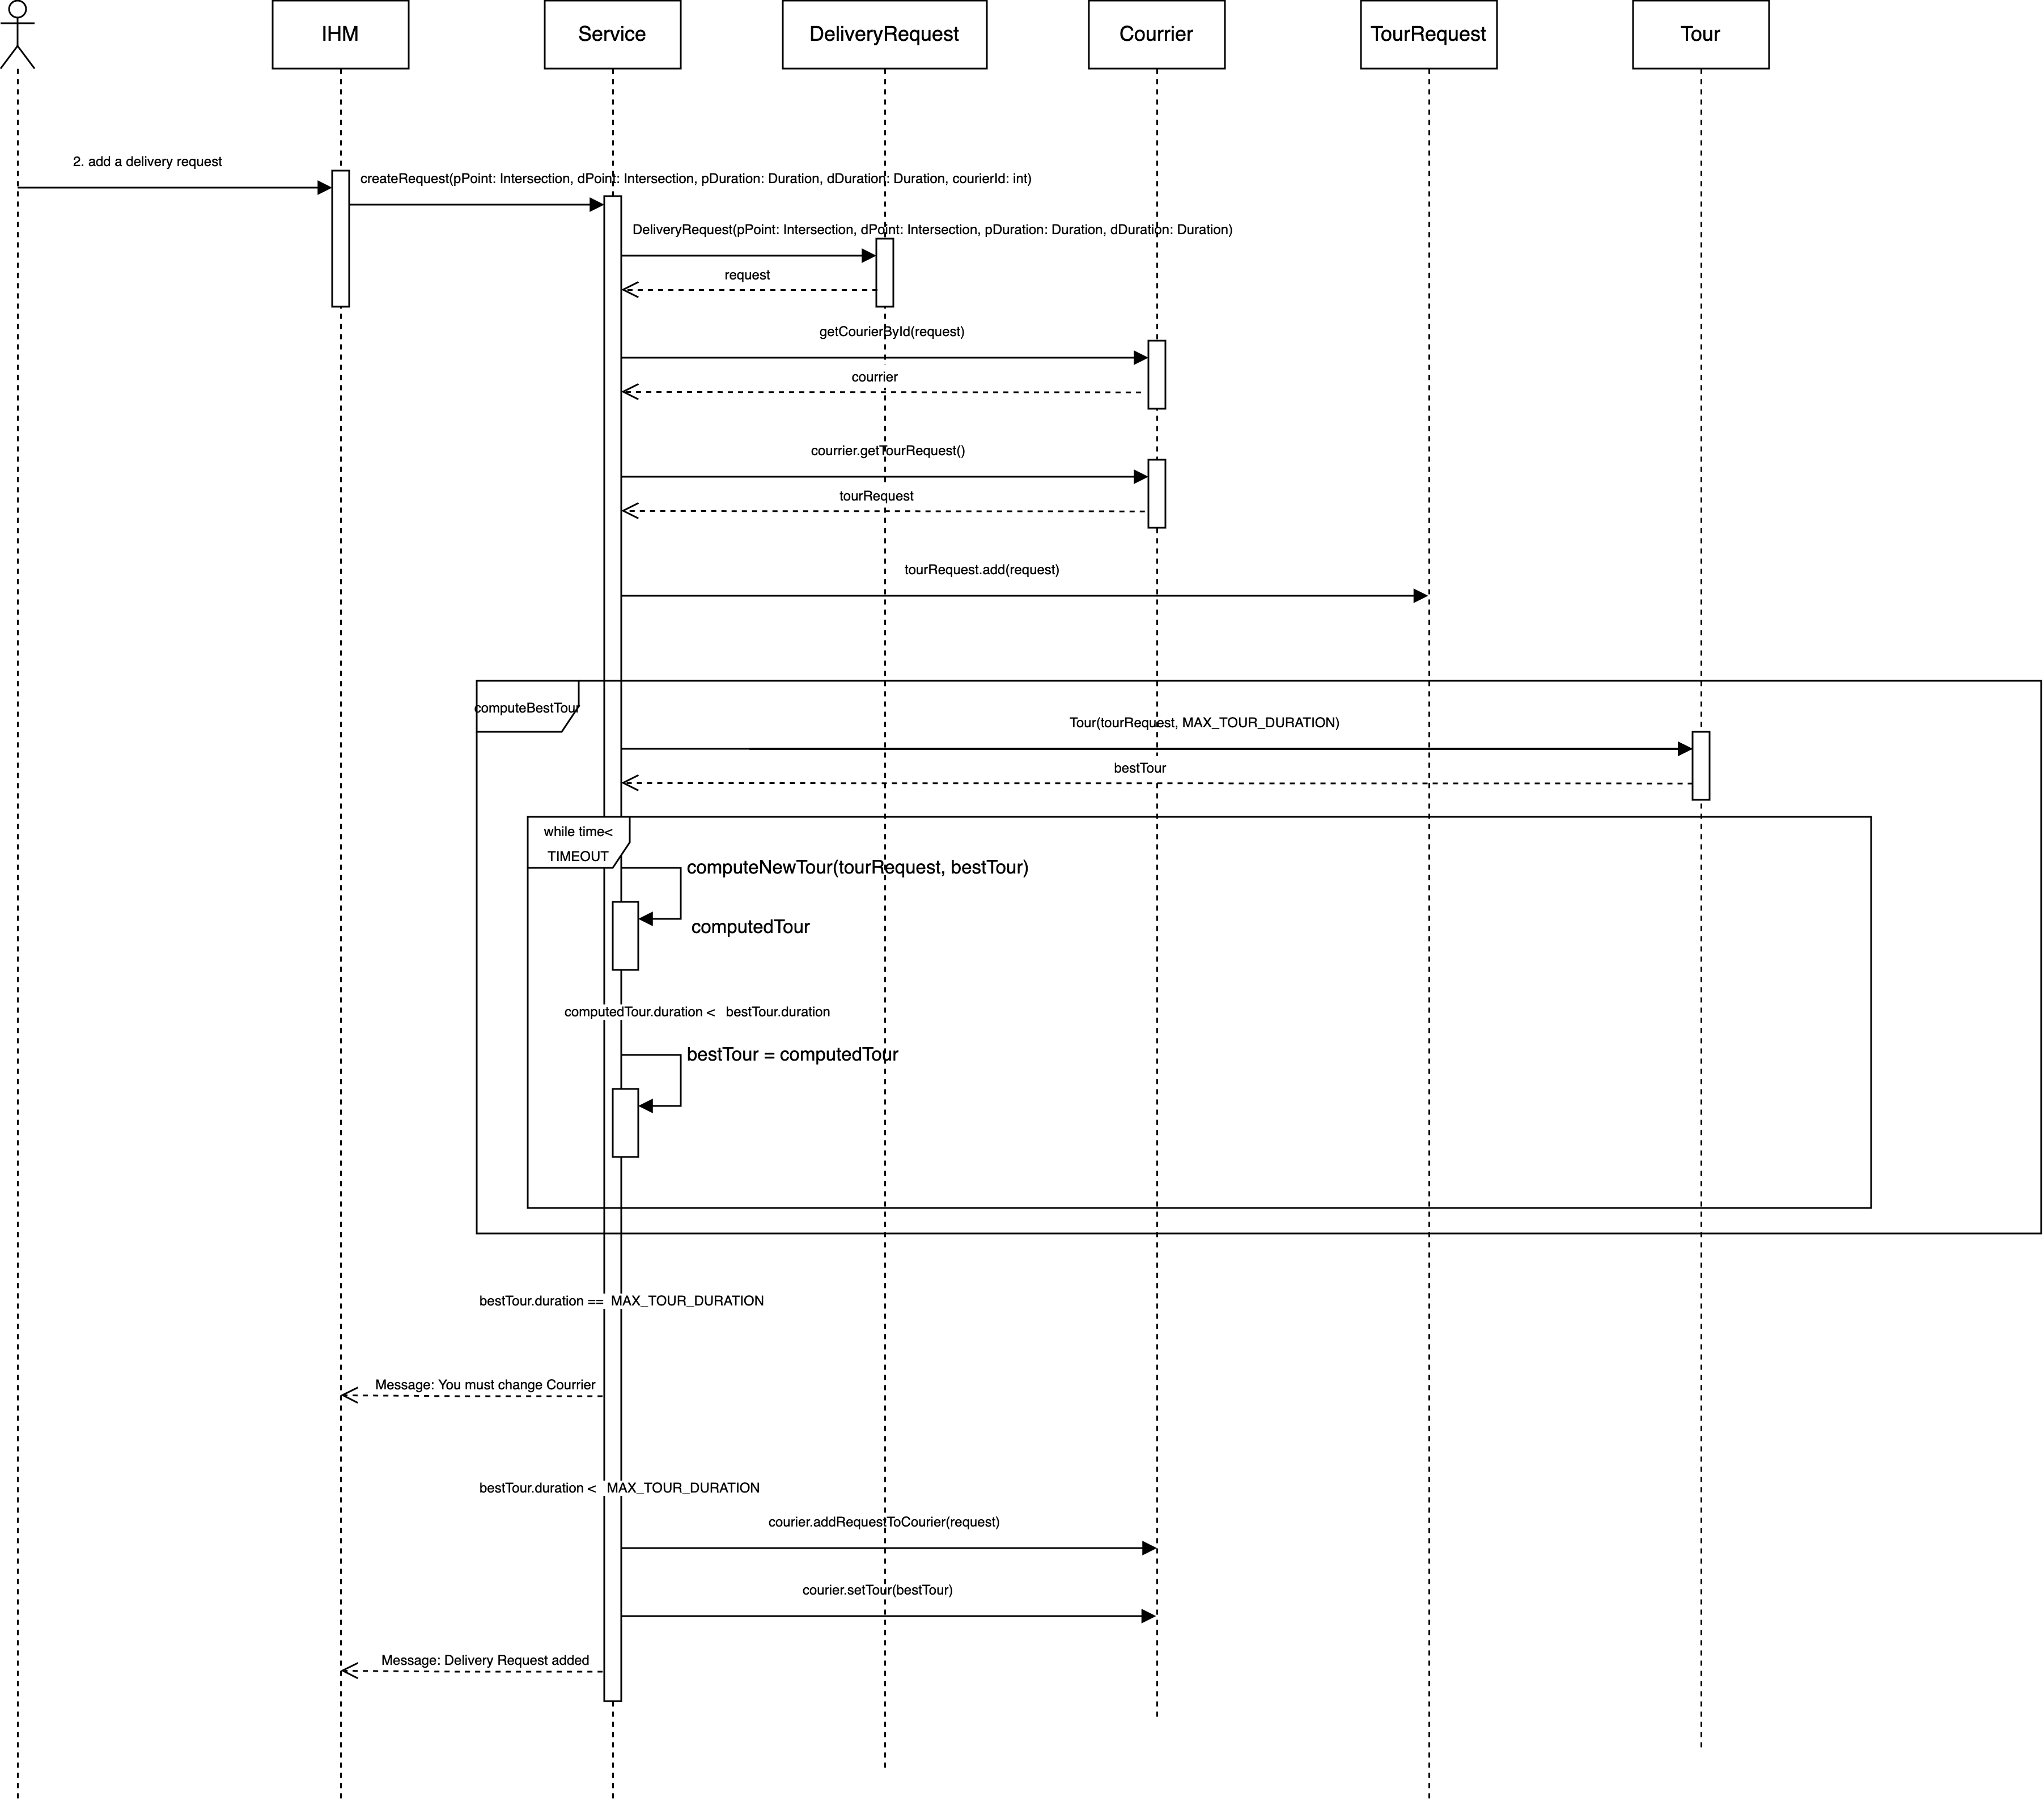 IHM
Service
DeliveryRequest
Courrier
TourRequest
Tour
2. add a delivery request
createRequest(pPoint: Intersection, dPoint: Intersection, pDuration: Duration, dDuration: Duration, courierId: int)
DeliveryRequest(pPoint: Intersection, dPoint: Intersection, pDuration: Duration, dDuration: Duration)
request
getCourierById(request)
courrier
courrier.getTourRequest()
tourRequest
tourRequest.add(request)
computeBestTour
Tour(tourRequest, MAX_TOUR_DURATION)
bestTour
while time<
TIMEOUT
computeNewTour(tourRequest, bestTour)
computedTour
computedTour.duration < bestTour.duration
bestTour = computedTour
bestTour.duration == MAX_TOUR_DURATION
Message: You must change Courrier
bestTour.duration < MAX_TOUR_DURATION
courier.addRequestToCourier(request)
courier.setTour(bestTour)
Message: Delivery Request added